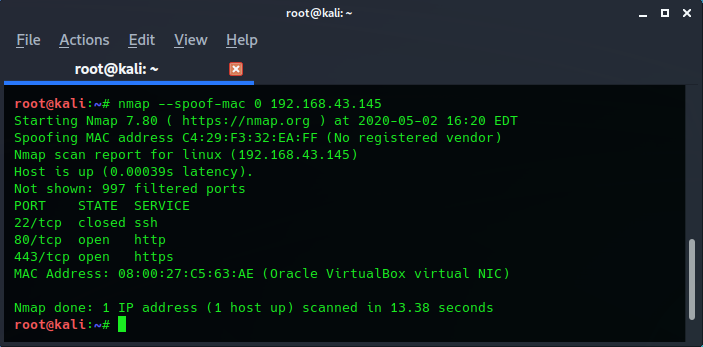 root@kali: ~
File Actions Edit View Help
root@kali: ~
root@kali:~# nmap --spoof-mac 0 192.168.43.145
Starting Nmap 7.80 ( https://nmap.org ) at 2020-05-02 16:20 EDT
Spoofing MAC address C4:29:F3:32:EA:FF (No registered vendor)
Nmap scan report for linux (192.168.43.145)
Host is up (0.00039s latency).
Not shown: 997 filtered ports
PORT    STATE  SERVICE
22/tcp  closed ssh
80/tcp  open   http
443/tcp open   https
MAC Address: 08:00:27:C5:63:AE (Oracle VirtualBox virtual NIC)
Nmap done: 1 IP address (1 host up) scanned in 13.38 seconds
root@kali:~#